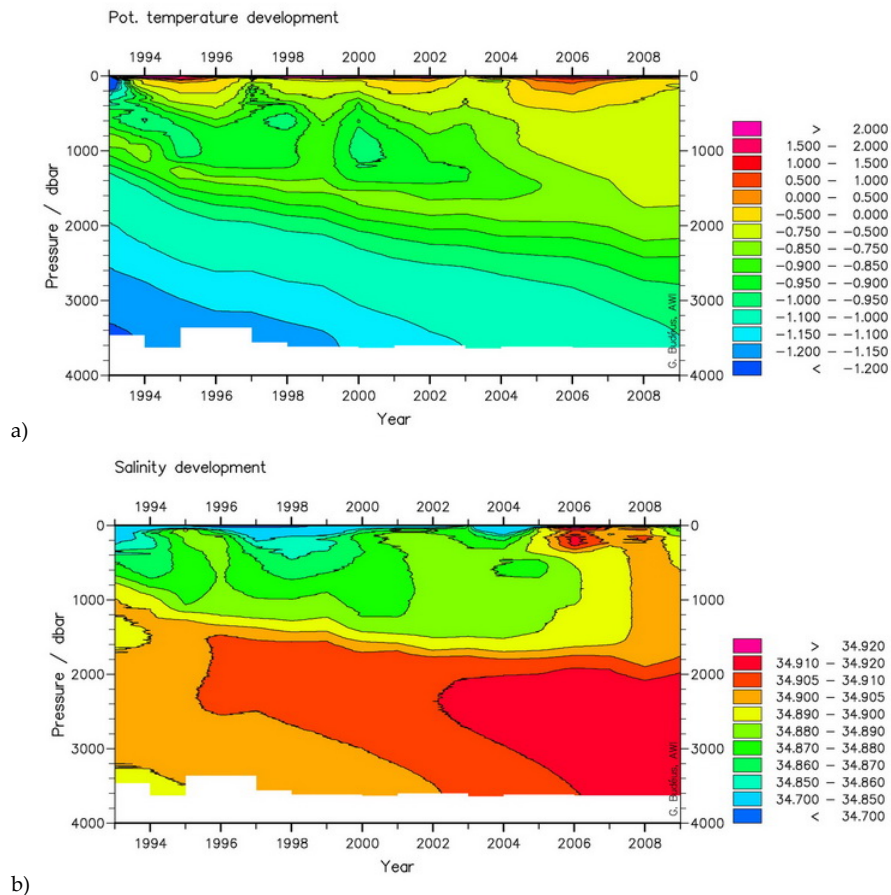 Pot. temperature development
1994 1996 1998 2000 2002 2004 2006 2008
0
1000
2000
3000
4000
Pressure / dbar
1000
2000
3000
4000
G. Budéus, AWI
1994 1996 1998 2000 2002 2004 2006 2008
Year
> 2.000
1.500 – 2.000
1.000 – 1.500
0.500 – 1.000
0.000 – 0.500
−0.500 – 0.000
−0.750 – −0.500
−0.850 – −0.750
−0.900 – −0.850
−0.950 – −0.900
−1.000 – −0.950
−1.100 – −1.000
−1.150 – −1.100
−1.200 – −1.150
< −1.200
a)
Salinity development
1994 1996 1998 2000 2002 2004 2006 2008
0
1000
2000
3000
4000
Pressure / dbar
1000
2000
3000
4000
G. Budéus, AWI
1994 1996 1998 2000 2002 2004 2006 2008
Year
> 34.920
34.910 – 34.920
34.905 – 34.910
34.900 – 34.905
34.890 – 34.900
34.880 – 34.890
34.870 – 34.880
34.860 – 34.870
34.850 – 34.860
34.700 – 34.850
< 34.700
b)